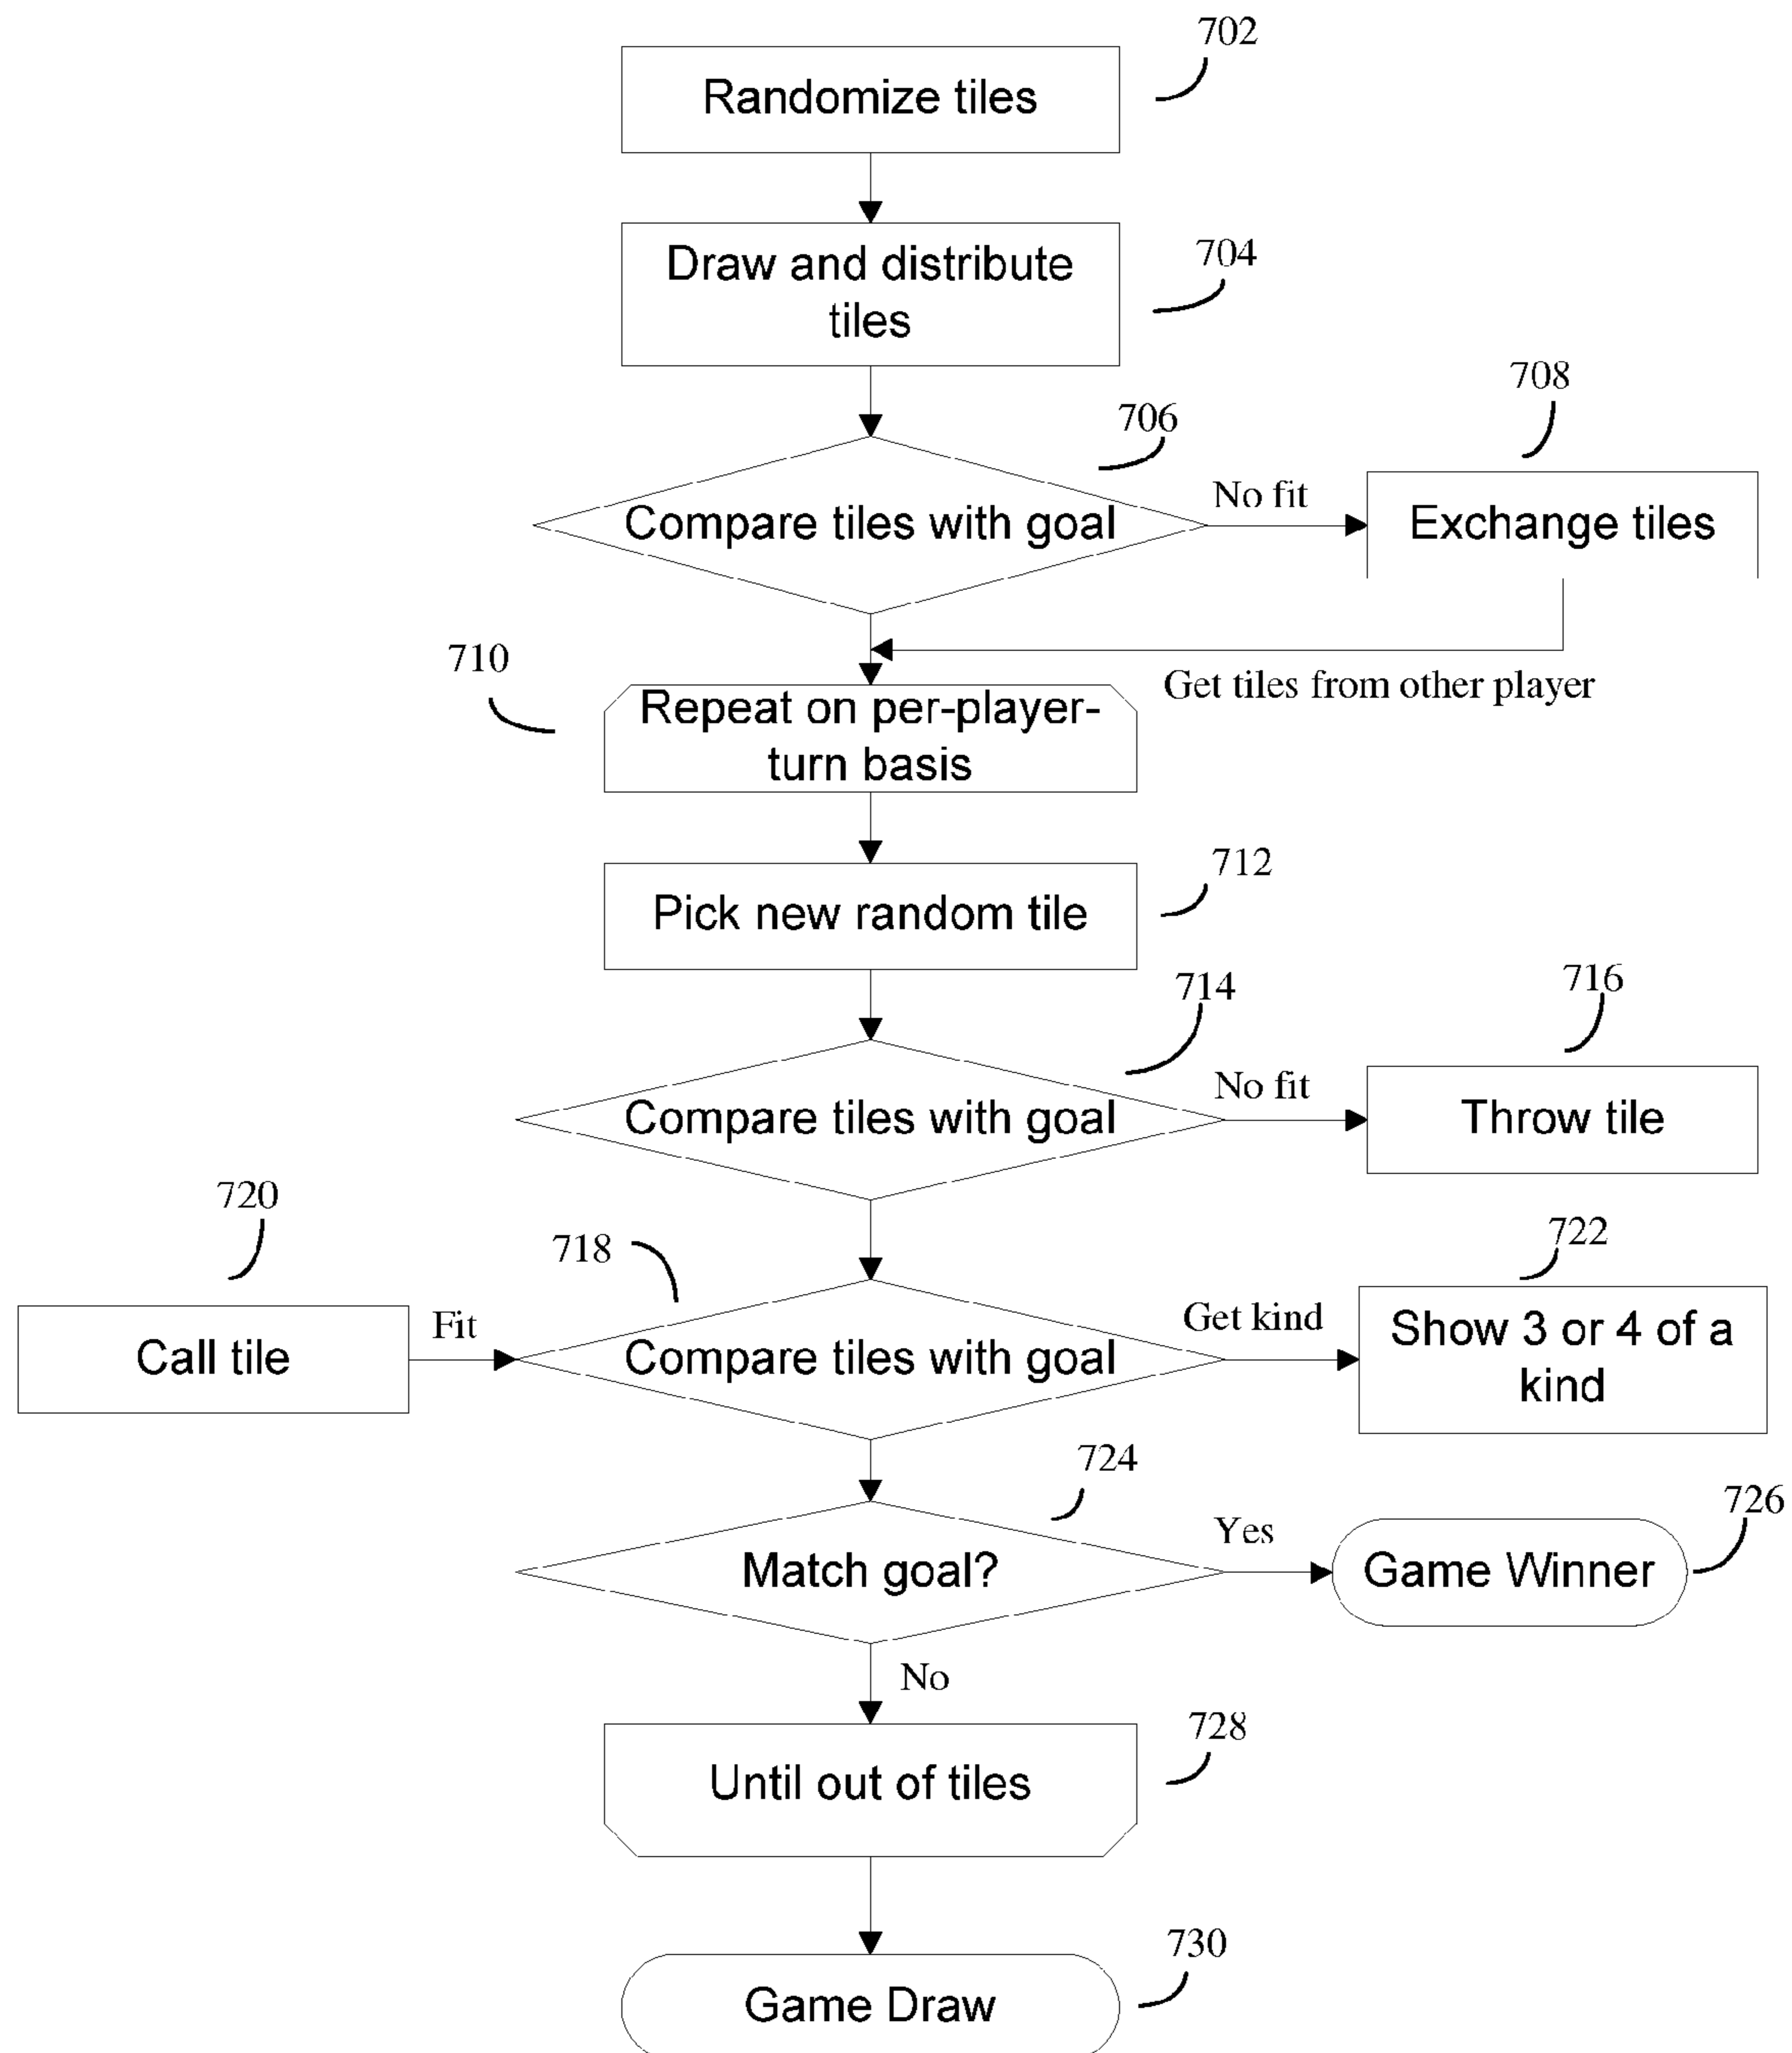 702
Randomize tiles
704
Draw and distribute
tiles
708
706
No fit
Compare tiles with goal
Exchange tiles
710
Get tiles from other player
Repeat on per-player-
turn basis
712
Pick new random tile
714
716
No fit
Compare tiles with goal
Throw tile
720
718
722
Fit
Get kind
Call tile
Compare tiles with goal
Show 3 or 4 of a
kind
724
726
Yes
Match goal?
Game Winner
No
728
Until out of tiles
730
Game Draw